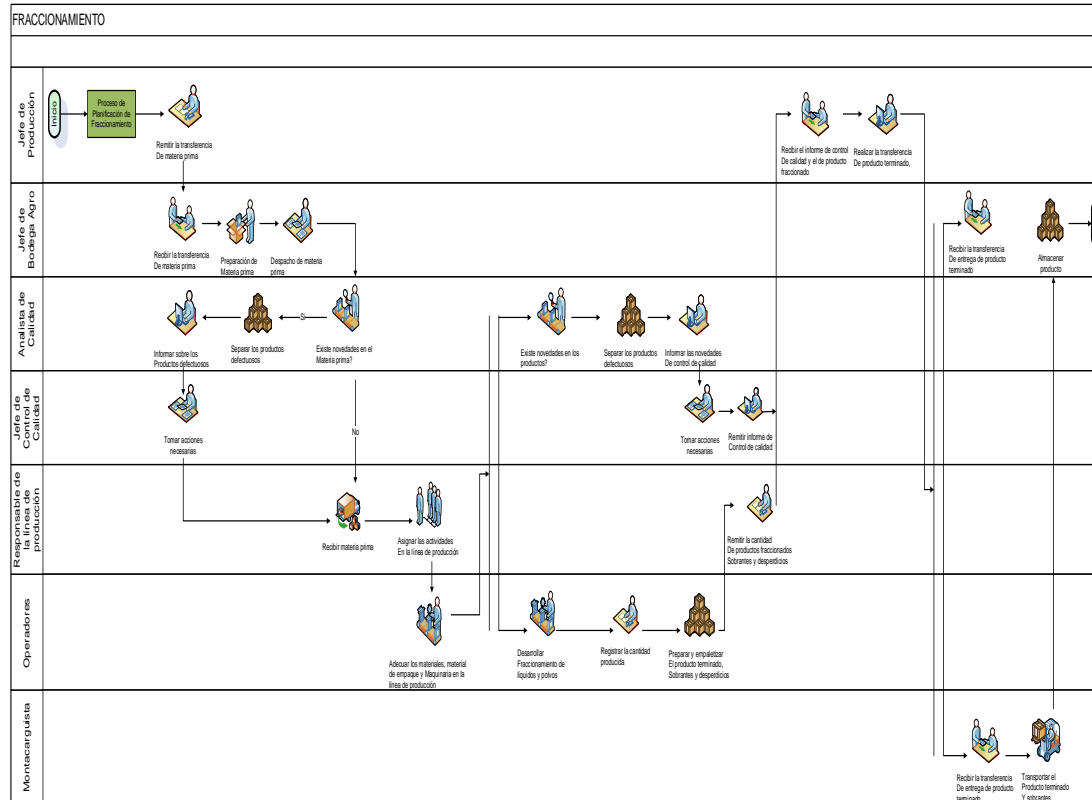 FRACCIONAMIENTO
Jefe de
Producción
Inicio
Proceso de
Planificación de
Fraccionamiento
Remitir la transferencia
De materia prima
Recibir el informe de control
De calidad y el de producto
fraccionado
Realizar la transferencia
De producto terminado,
Jefe de
Bodega Agro
Recibir la transferencia
De materia prima
Preparación de
Materia prima
Despacho de materia
prima
Recibir la transferencia
De entrega de producto
terminado
Almacenar
producto
Analista de
Calidad
Informar sobre los
Productos defectuosos
Separar los productos
defectuosos
Si
Existe novedades en el
Materia prima?
Existe novedades en los
productos?
Separar los productos
defectuosos
Informar las novedades
De control de calidad
Jefe de
Control de
Calidad
Tomar acciones
necesarias
No
Tomar acciones
necesarias
Remitir informe de
Control de calidad
Responsable de
la línea de
producción
Recibir materia prima
Asignar las actividades
En la línea de producción
Remitir la cantidad
De productos fraccionados
Sobrantes y desperdicios
Operadores
Adecuar los materiales, material
de empaque y Maquinaria en la
línea de producción
Desarrollar
Fraccionamiento de
líquidos y polvos
Registrar la cantidad
producida
Preparar y empaletizar
El producto terminado,
Sobrantes y desperdicios
Montacarguista
Recibir la transferencia
De entrega de producto
terminado
Transportar el
Producto terminado
Y sobrantes